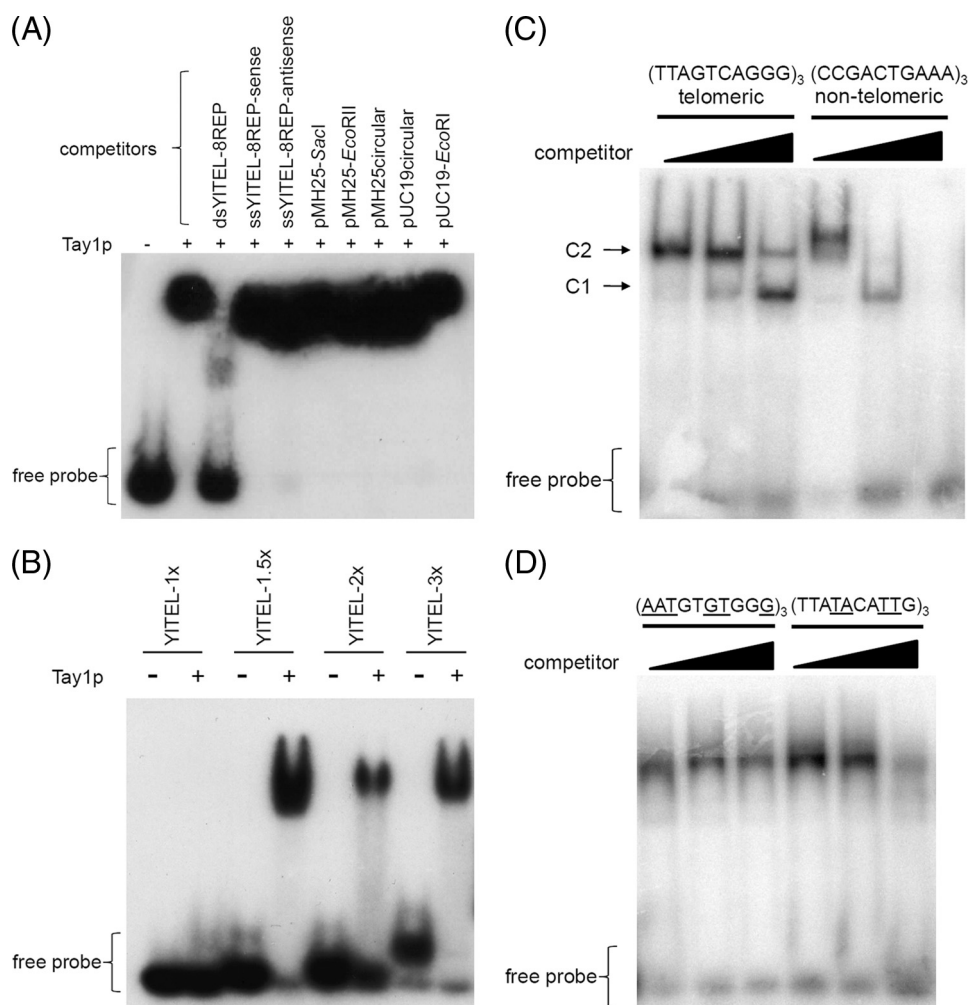 (A)
competitors
dsYlTEL-8REP
ssYlTEL-8REP-sense
ssYlTEL-8REP-antisense
pMH25-SacI
pMH25-EcoRII
pMH25circular
pUC19circular
pUC19-EcoRI
Tay1p - + + + + + + + + +
free probe
(B)
YlTEL-1x
YlTEL-1.5x
YlTEL-2x
YlTEL-3x
Tay1p - + - + - + - +
free probe
(C)
(TTAGTCAGGG)3 (CCGACTGAAA)3
telomeric non-telomeric
competitor
C2
C1
free probe
(D)
(AATGTGTGGG)3 (TTATACATTG)3
competitor
free probe